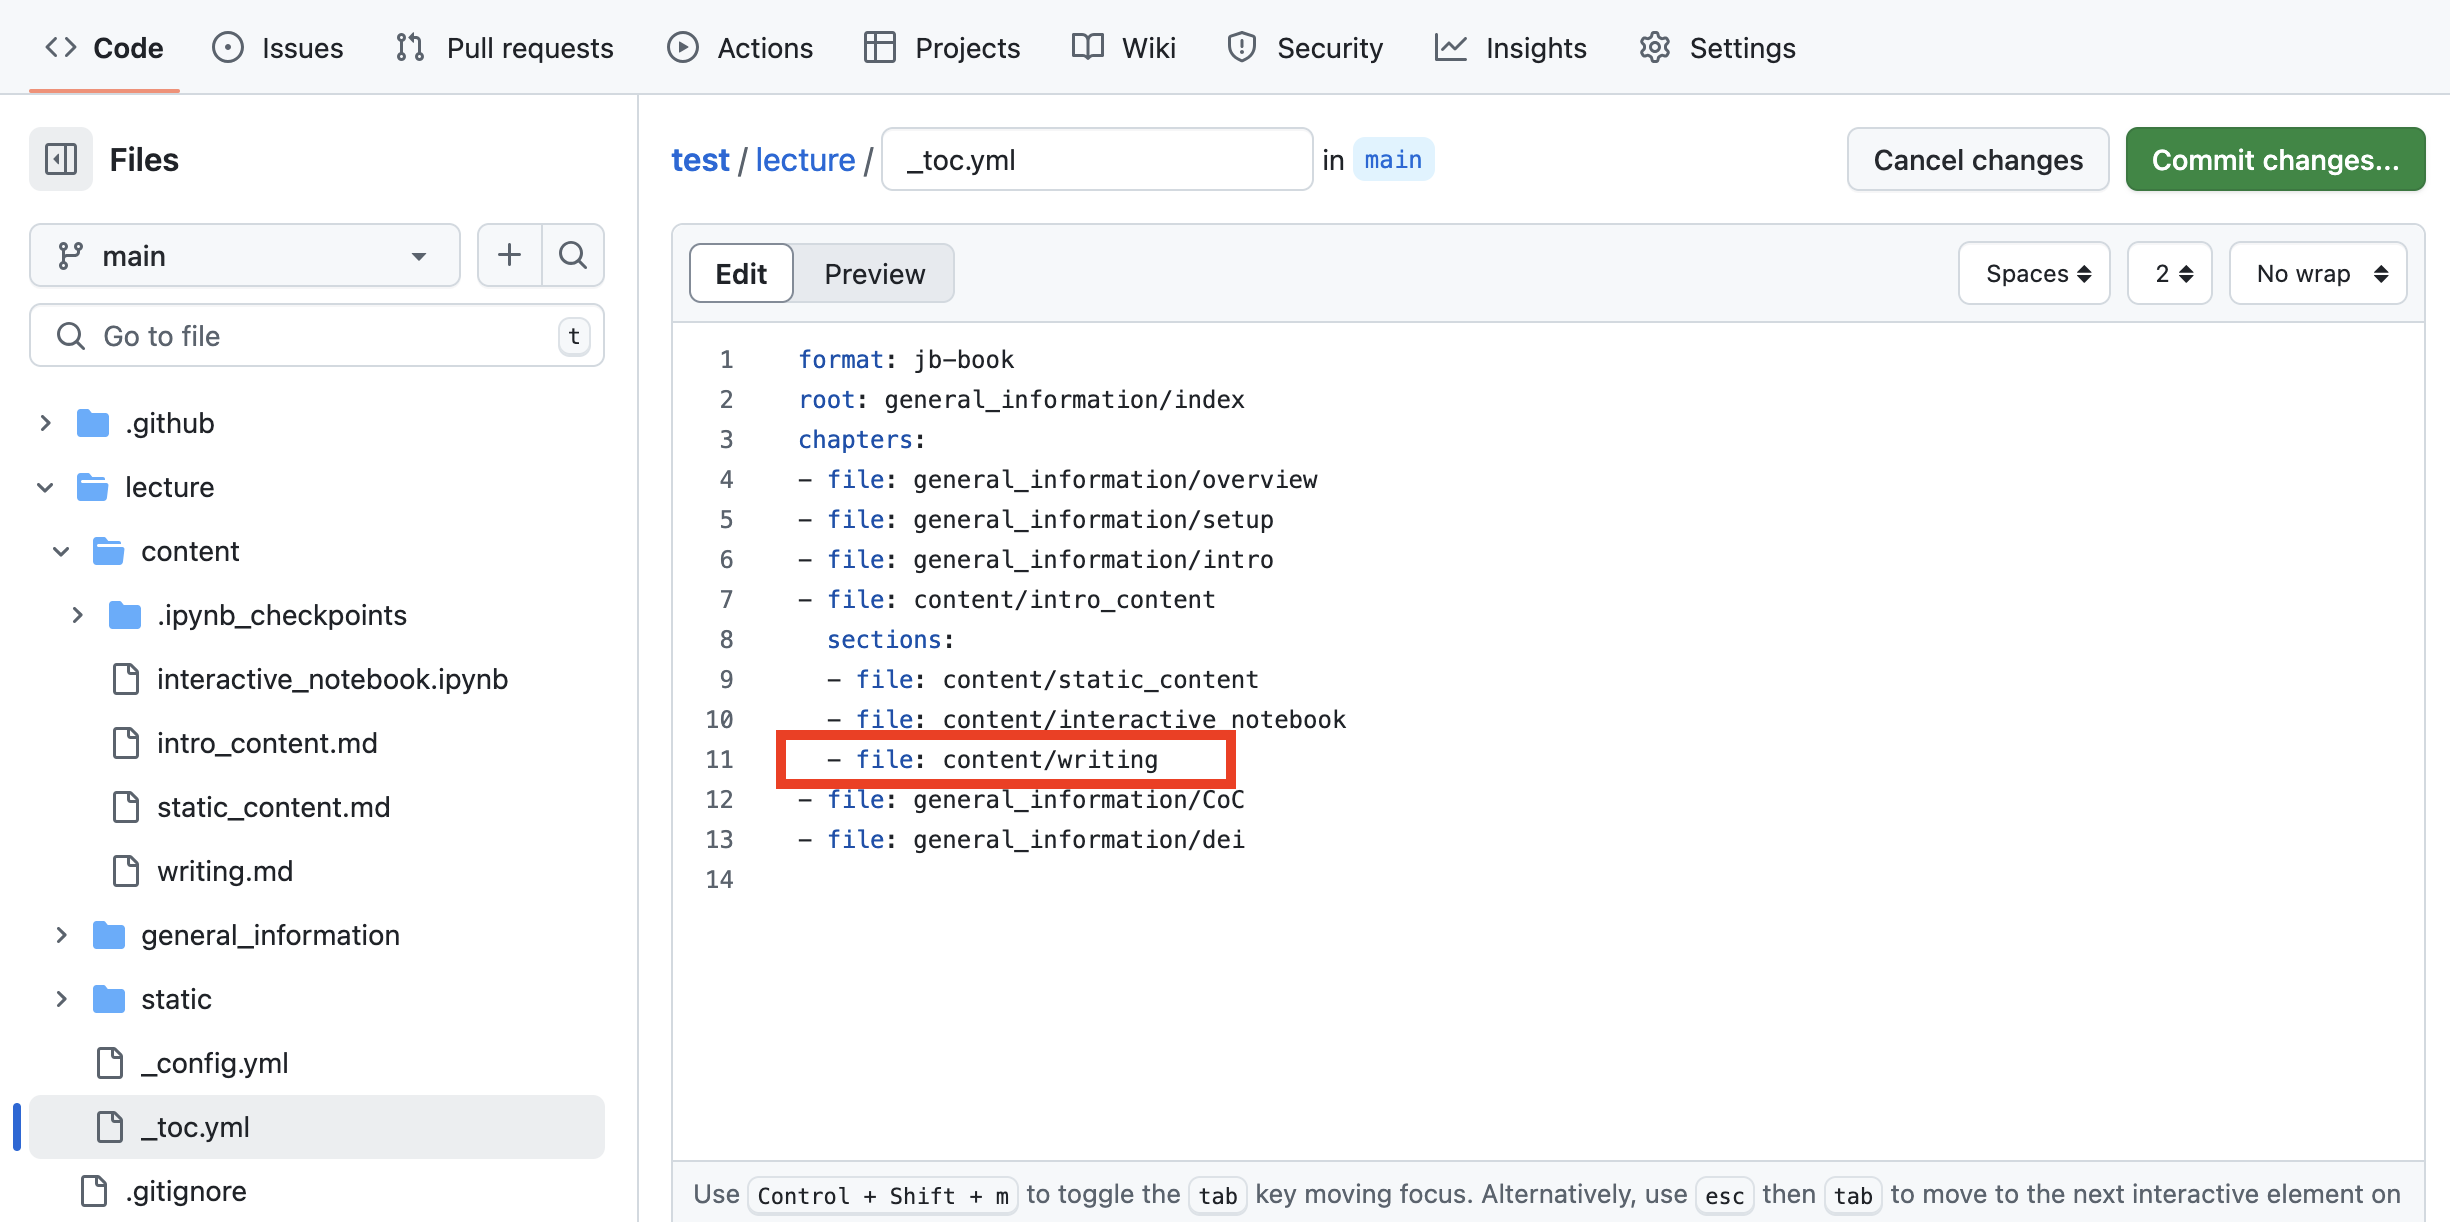 Code Issues Pull requests Actions Projects Wiki Security Insights Settings
Files
main
Go to file t
.github
lecture
content
.ipynb_checkpoints
interactive_notebook.ipynb
intro_content.md
static_content.md
writing.md
general_information
static
_config.yml
_toc.yml
.gitignore
test / lecture / _toc.yml in main
Cancel changes Commit changes...
Edit Preview Spaces 2 No wrap
1 format: jb-book
2 root: general_information/index
3 chapters:
4 - file: general_information/overview
5 - file: general_information/setup
6 - file: general_information/intro
7 - file: content/intro_content
8 sections:
9 - file: content/static_content
10 - file: content/interactive_notebook
11 - file: content/writing
12 - file: general_information/CoC
13 - file: general_information/dei
14
Use Control + Shift + m to toggle the tab key moving focus. Alternatively, use esc then tab to move to the next interactive element on